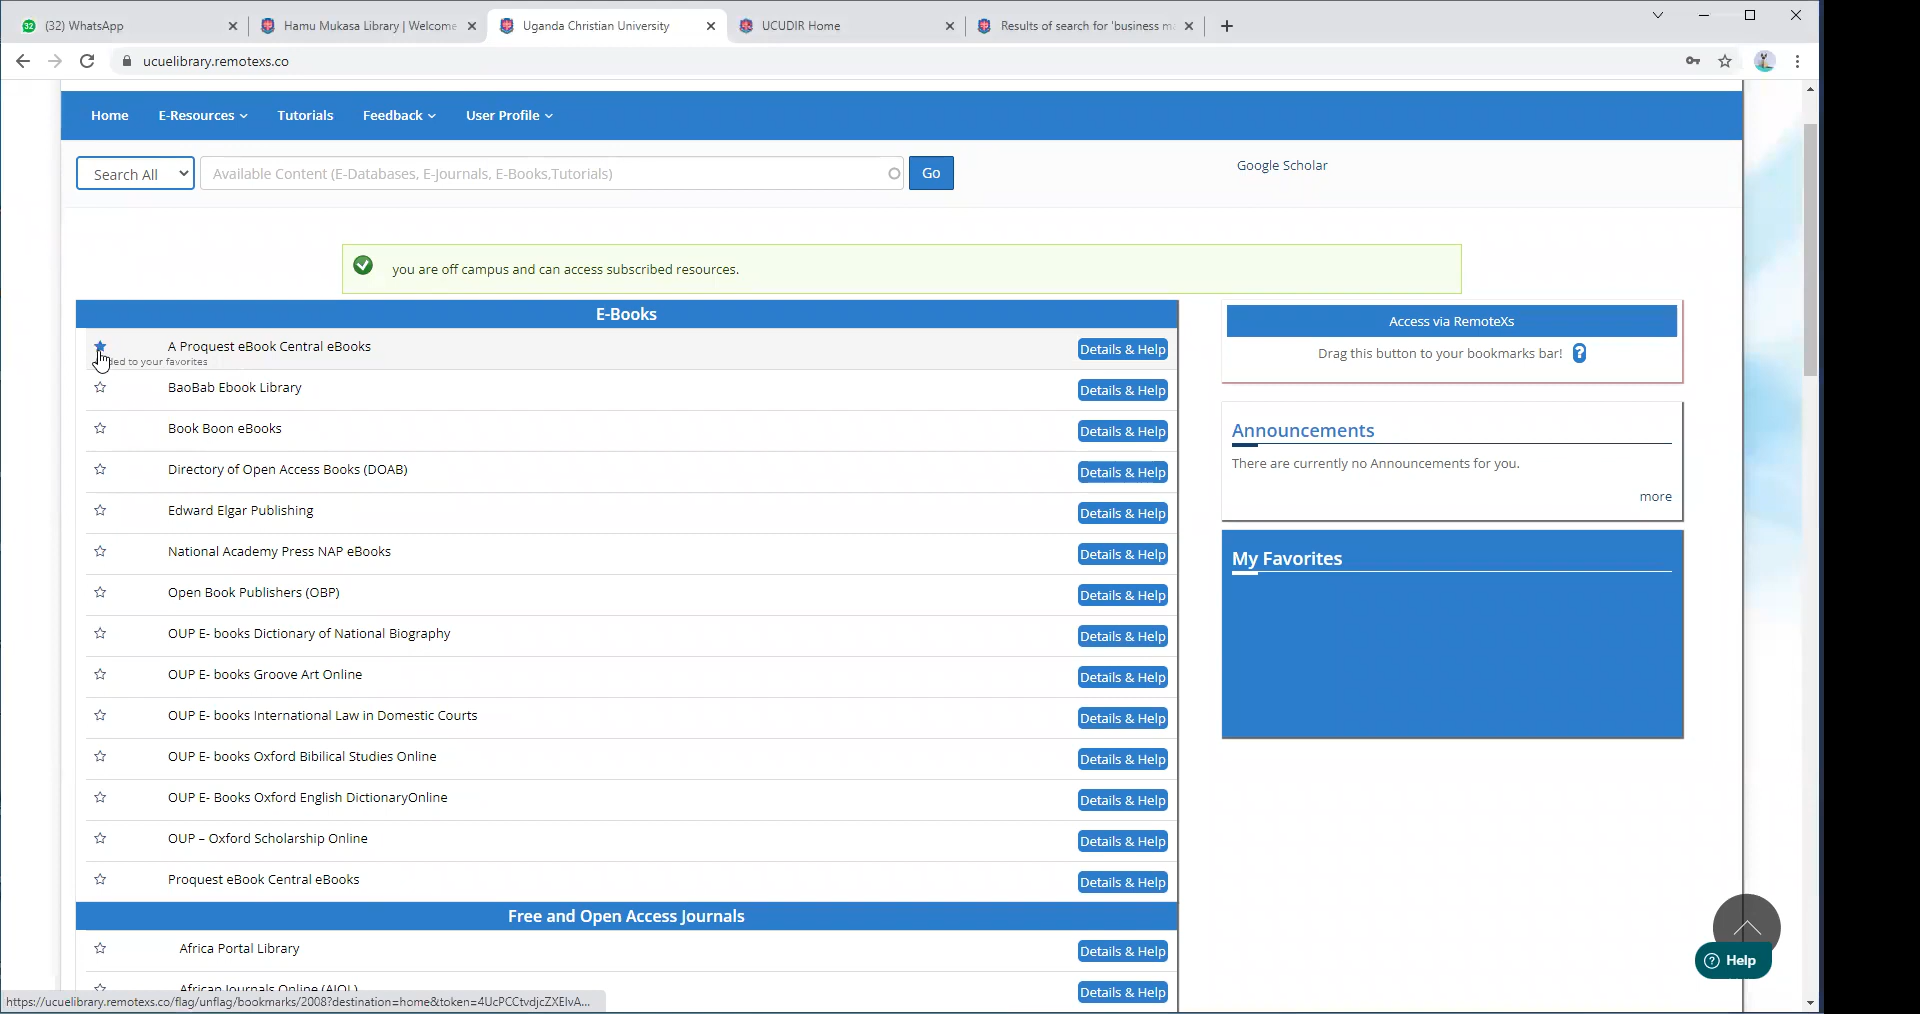 (32) WhatsApp
Hamu Mukasa Library | Welcome
Uganda Christian University
UCUDIR Home
Results of search for 'business m
ucuelibrary.remotexs.co
Home E-Resources Tutorials Feedback User Profile
Search All
Available Content (E-Databases, E-Journals, E-Books,Tutorials)
Go
Google Scholar
you are off campus and can access subscribed resources.
E-Books
A Proquest eBook Central eBooks Details & Help
to your favorites
BaoBab Ebook Library Details & Help
Book Boon eBooks Details & Help
Directory of Open Access Books (DOAB) Details & Help
Edward Elgar Publishing Details & Help
National Academy Press NAP eBooks Details & Help
Open Book Publishers (OBP) Details & Help
OUP E- books Dictionary of National Biography Details & Help
OUP E- books Groove Art Online Details & Help
OUP E- books International Law in Domestic Courts Details & Help
OUP E- books Oxford Bibilical Studies Online Details & Help
OUP E- Books Oxford English DictionaryOnline Details & Help
OUP – Oxford Scholarship Online Details & Help
Proquest eBook Central eBooks Details & Help
Free and Open Access Journals
Africa Portal Library Details & Help
African Journals Online (AJOL) Details & Help
Access via RemoteXs
Drag this button to your bookmarks bar! ?
Announcements
There are currently no Announcements for you.
more
My Favorites
? Help
https://ucuelibrary.remotexs.co/flag/unflag/bookmarks/2008?destination=home&token=4UcPCCtvdjcZXElvA...